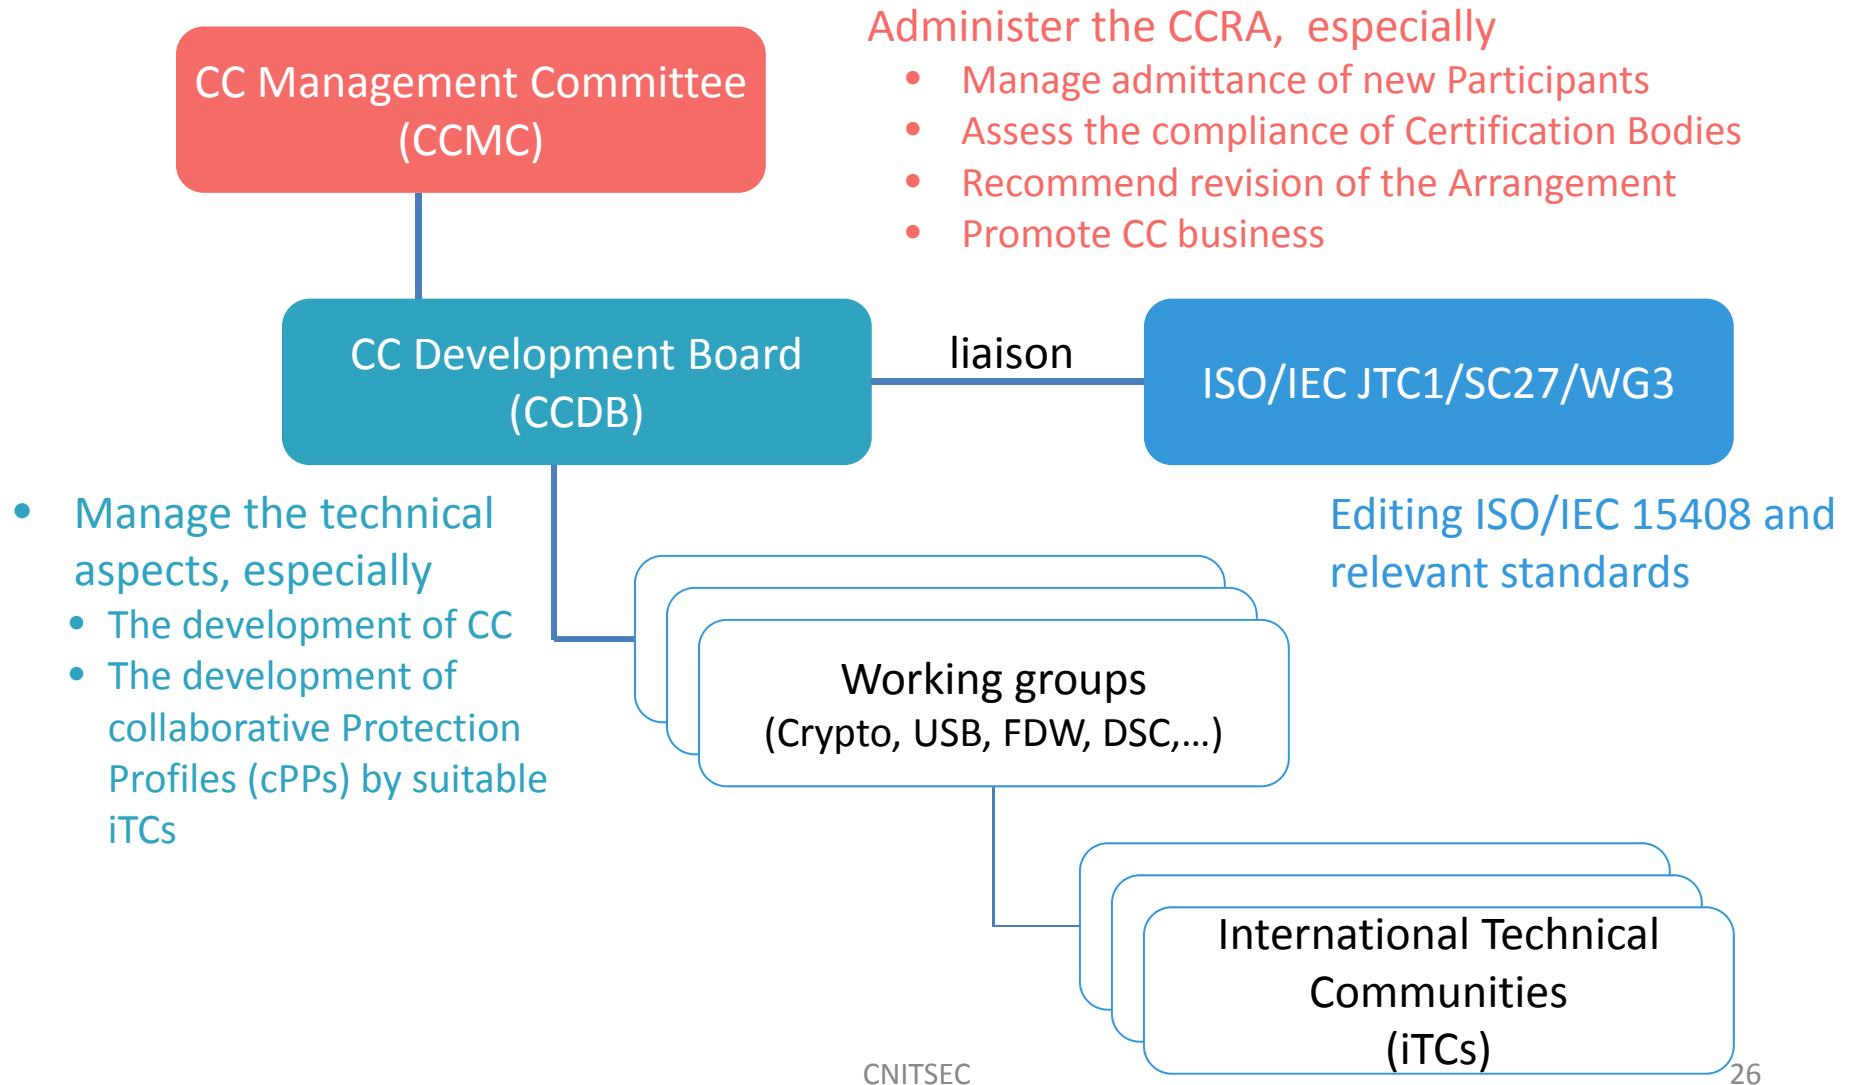 CC Management Committee
(CCMC)
Administer the CCRA,  especially
• Manage admittance of new Participants
• Assess the compliance of Certification Bodies
• Recommend revision of the Arrangement
• Promote CC business
CC Development Board
(CCDB)
liaison
ISO/IEC JTC1/SC27/WG3
• Manage the technical
aspects, especially
• The development of CC
• The development of
collaborative Protection
Profiles (cPPs) by suitable
iTCs
Editing ISO/IEC 15408 and
relevant standards
Working groups
(Crypto, USB, FDW, DSC,…)
International Technical
Communities
(iTCs)
CNITSEC
26